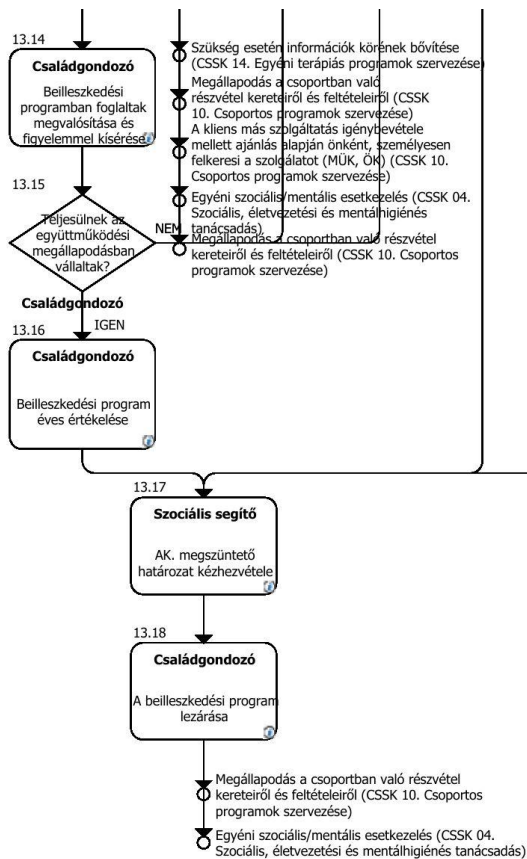 13.14
Családgondozó
Beilleszkedési
programban foglaltak
megvalósítása és
figyelemmel kísérése
Szükség esetén információk körének bővítése
(CSSK 14. Egyéni terápiás programok szervezése)
Megállapodás a csoportban való
részvétel kereteiről és feltételeiről (CSSK
10. Csoportos programok szervezése)
A kliens más szolgáltatás igénybevétele
mellett ajánlás alapján önként, személyesen
felkeresi a szolgálatot (MÜK, ÖK) (CSSK 10.
Csoportos programok szervezése)
Egyéni szociális/mentális esetkezelés (CSSK 04.
Szociális, életvezetési és mentálhigiénés
tanácsadás)
Megállapodás a csoportban való részvétel
kereteiről és feltételeiről (CSSK 10. Csoportos
programok szervezése)
13.15
Teljesülnek az
együttműködési
megállapodásban
vállaltak?
NEM
Családgondozó
IGEN
13.16
Családgondozó
Beilleszkedési program
éves értékelése
13.17
Szociális segítő
AK. megszüntető
határozat kézhezvétele
13.18
Családgondozó
A beilleszkedési program
lezárása
Megállapodás a csoportban való részvétel
kereteiről és feltételeiről (CSSK 10. Csoportos
programok szervezése)
Egyéni szociális/mentális esetkezelés (CSSK 04.
Szociális, életvezetési és mentálhigiénés tanácsadás)